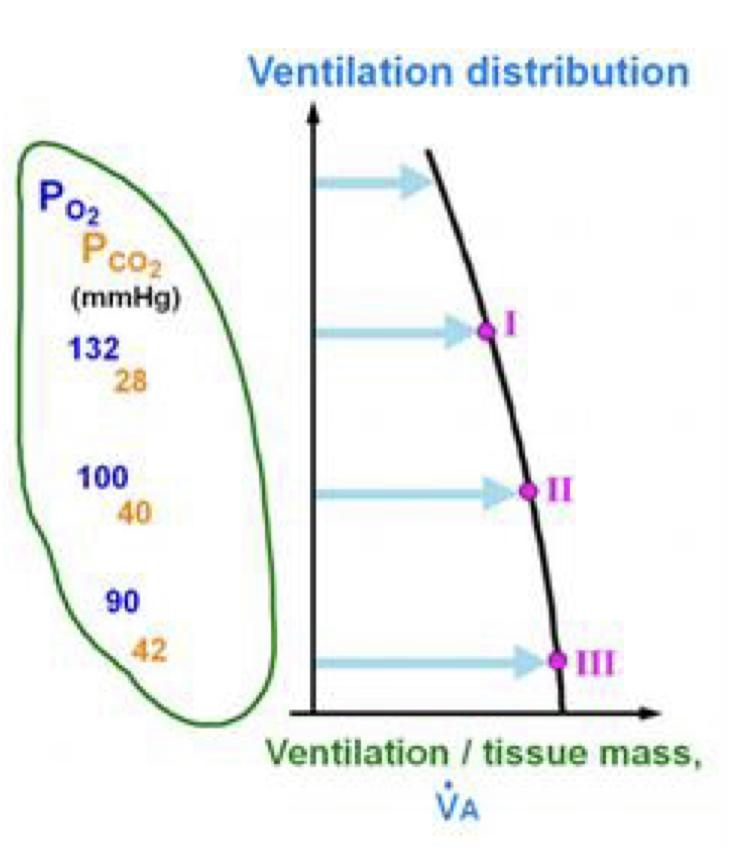 Ventilation distribution
PO2
PCO2
(mmHg)
132
28
I
100
40
II
90
42
III
Ventilation / tissue mass,
V̇A